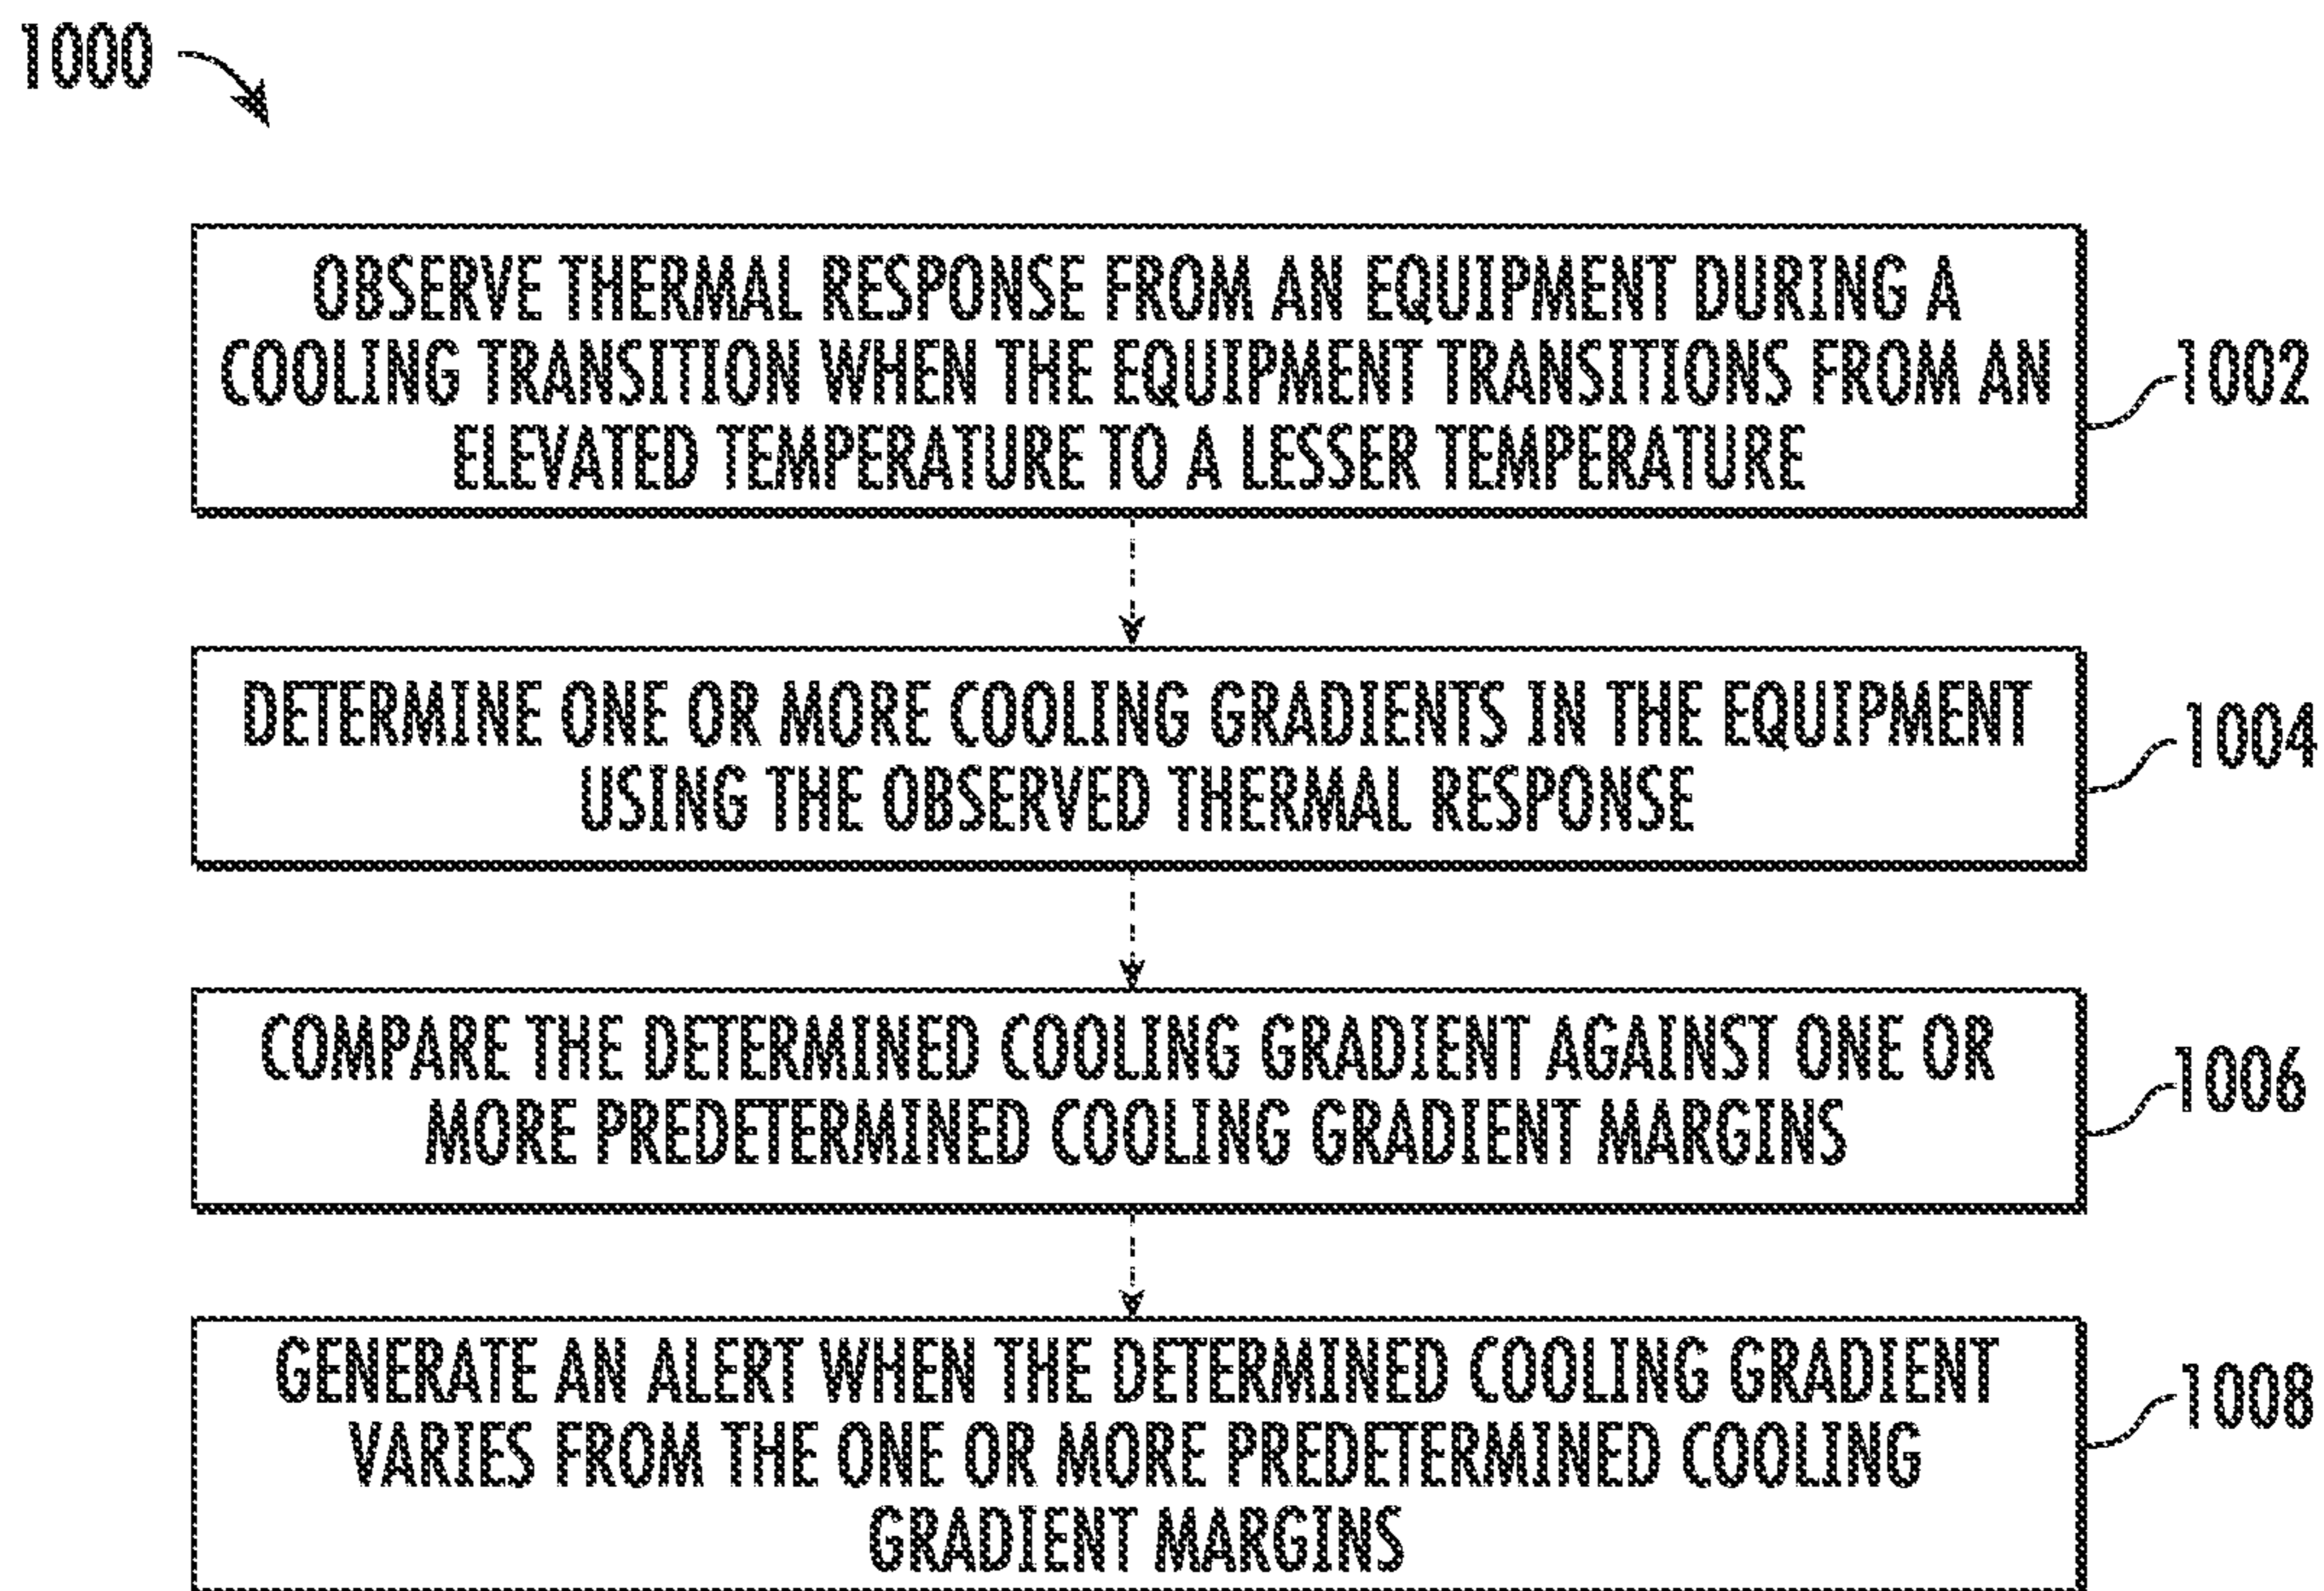 1000
OBSERVE THERMAL RESPONSE FROM AN EQUIPMENT DURING A
COOLING TRANSITION WHEN THE EQUIPMENT TRANSITIONS FROM AN
ELEVATED TEMPERATURE TO A LESSER TEMPERATURE
1002
DETERMINE ONE OR MORE COOLING GRADIENTS IN THE EQUIPMENT
USING THE OBSERVED THERMAL RESPONSE
1004
COMPARE THE DETERMINED COOLING GRADIENT AGAINST ONE OR
MORE PREDETERMINED COOLING GRADIENT MARGINS
1006
GENERATE AN ALERT WHEN THE DETERMINED COOLING GRADIENT
VARIES FROM THE ONE OR MORE PREDETERMINED COOLING
GRADIENT MARGINS
1008